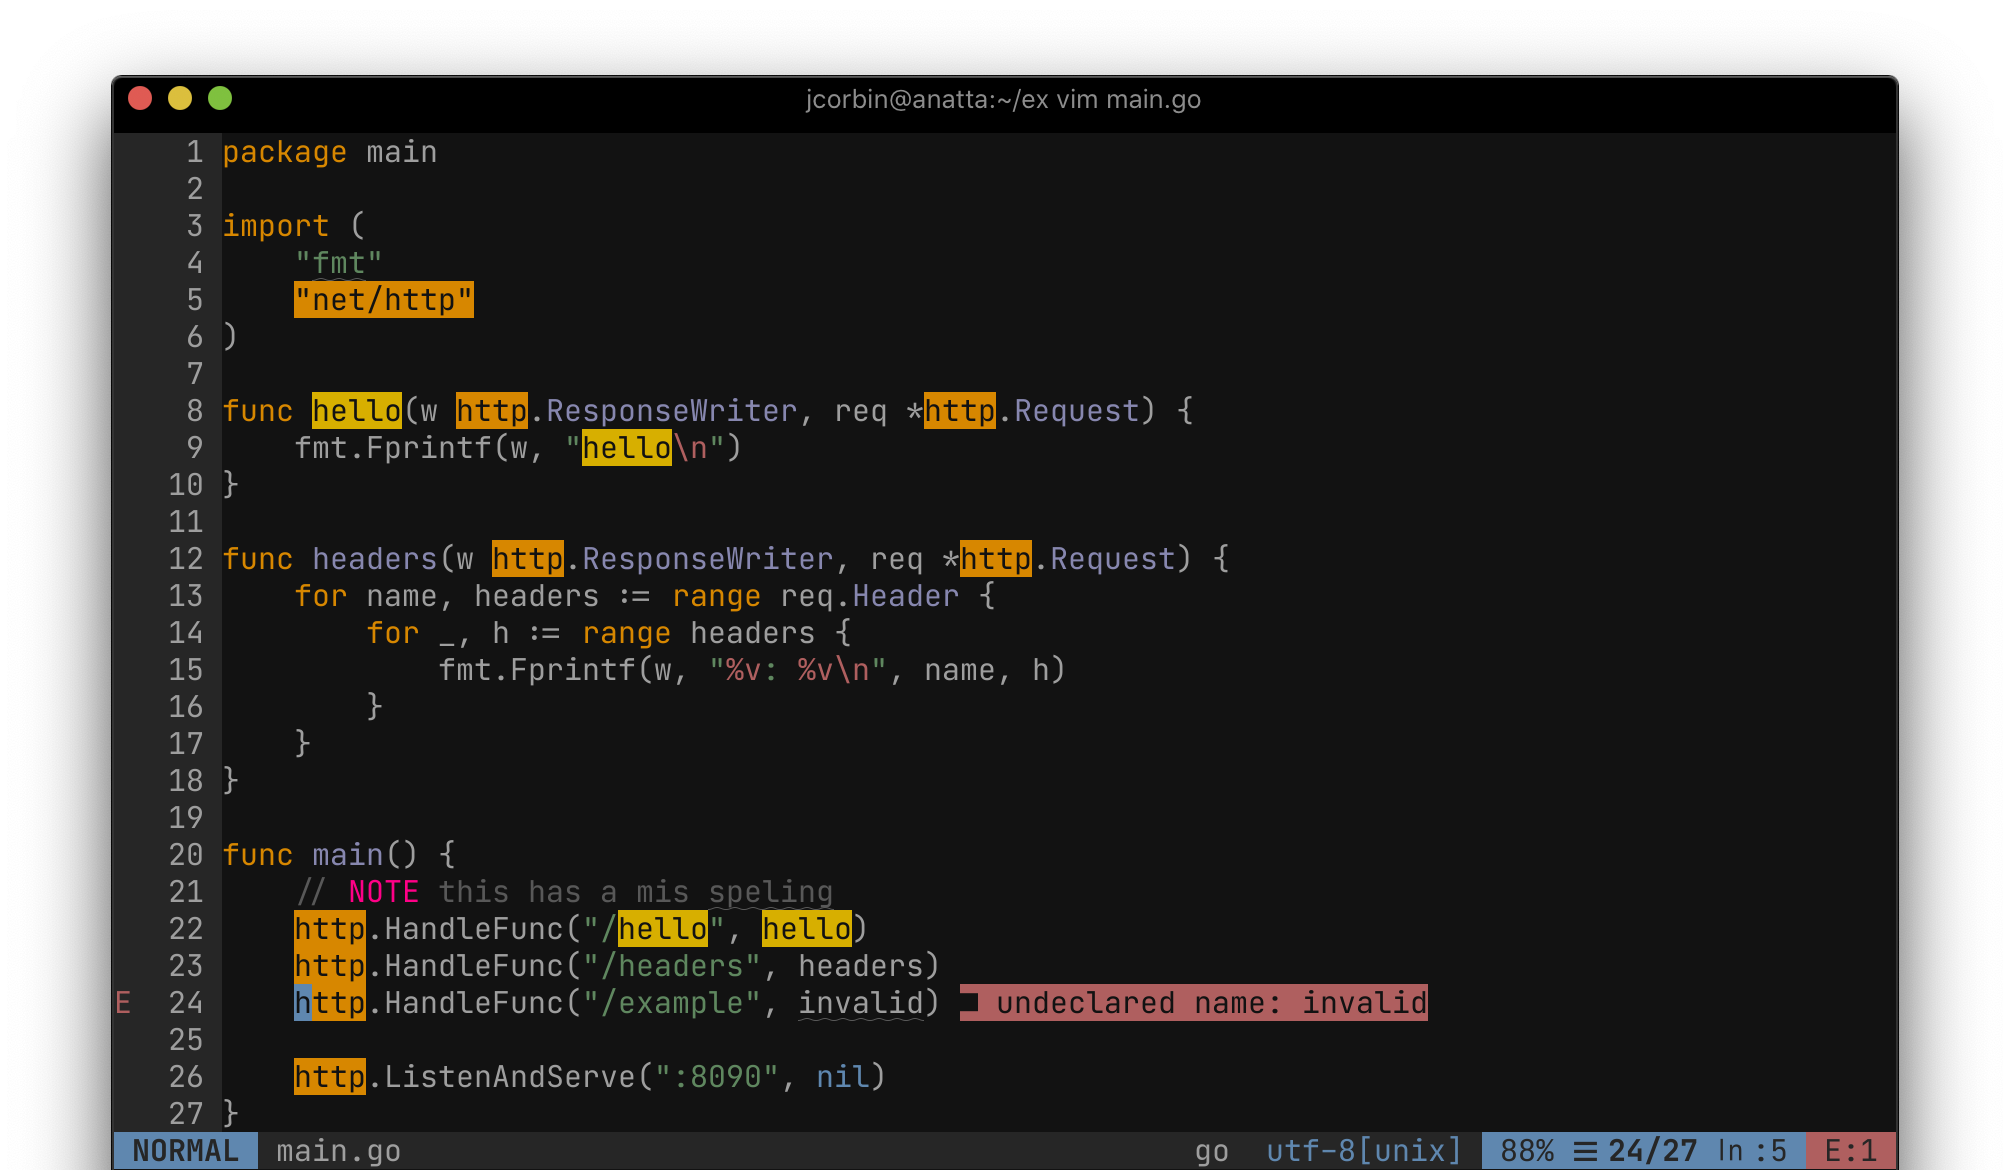 jcorbin@anatta:~/ex vim main.go
1 package main
2
3 import (
4     "fmt"
5     "net/http"
6 )
7
8 func hello(w http.ResponseWriter, req *http.Request) {
9     fmt.Fprintf(w, "hello\n")
10 }
11
12 func headers(w http.ResponseWriter, req *http.Request) {
13     for name, headers := range req.Header {
14         for _, h := range headers {
15             fmt.Fprintf(w, "%v: %v\n", name, h)
16         }
17     }
18 }
19
20 func main() {
21     // NOTE this has a mis speling
22     http.HandleFunc("/hello", hello)
23     http.HandleFunc("/headers", headers)
E 24     http.HandleFunc("/example", invalid) ■ undeclared name: invalid
25
26     http.ListenAndServe(":8090", nil)
27 }
NORMAL main.go go utf-8[unix] 88% ☰ 24/27 ln :5 E:1